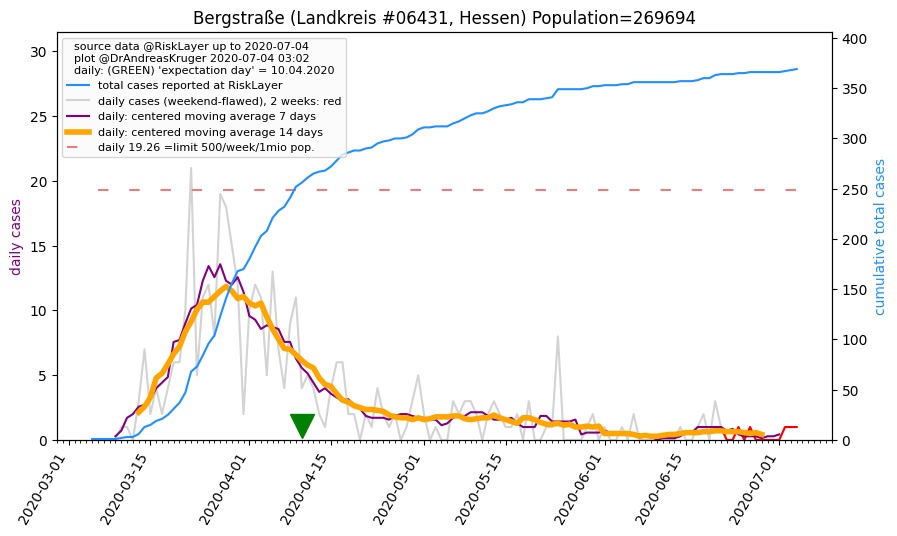 Bergstraße (Landkreis #06431, Hessen) Population=269694
source data @RiskLayer up to 2020-07-04
plot @DrAndreasKruger 2020-07-04 03:02
daily: (GREEN) 'expectation day' = 10.04.2020
total cases reported at RiskLayer
daily cases (weekend-flawed), 2 weeks: red
daily: centered moving average 7 days
daily: centered moving average 14 days
daily 19.26 =limit 500/week/1mio pop.
daily cases
30
25
20
15
10
5
0
cumulative total cases
400
350
300
250
200
150
100
50
0
2020-03-01
2020-03-15
2020-04-01
2020-04-15
2020-05-01
2020-05-15
2020-06-01
2020-06-15
2020-07-01